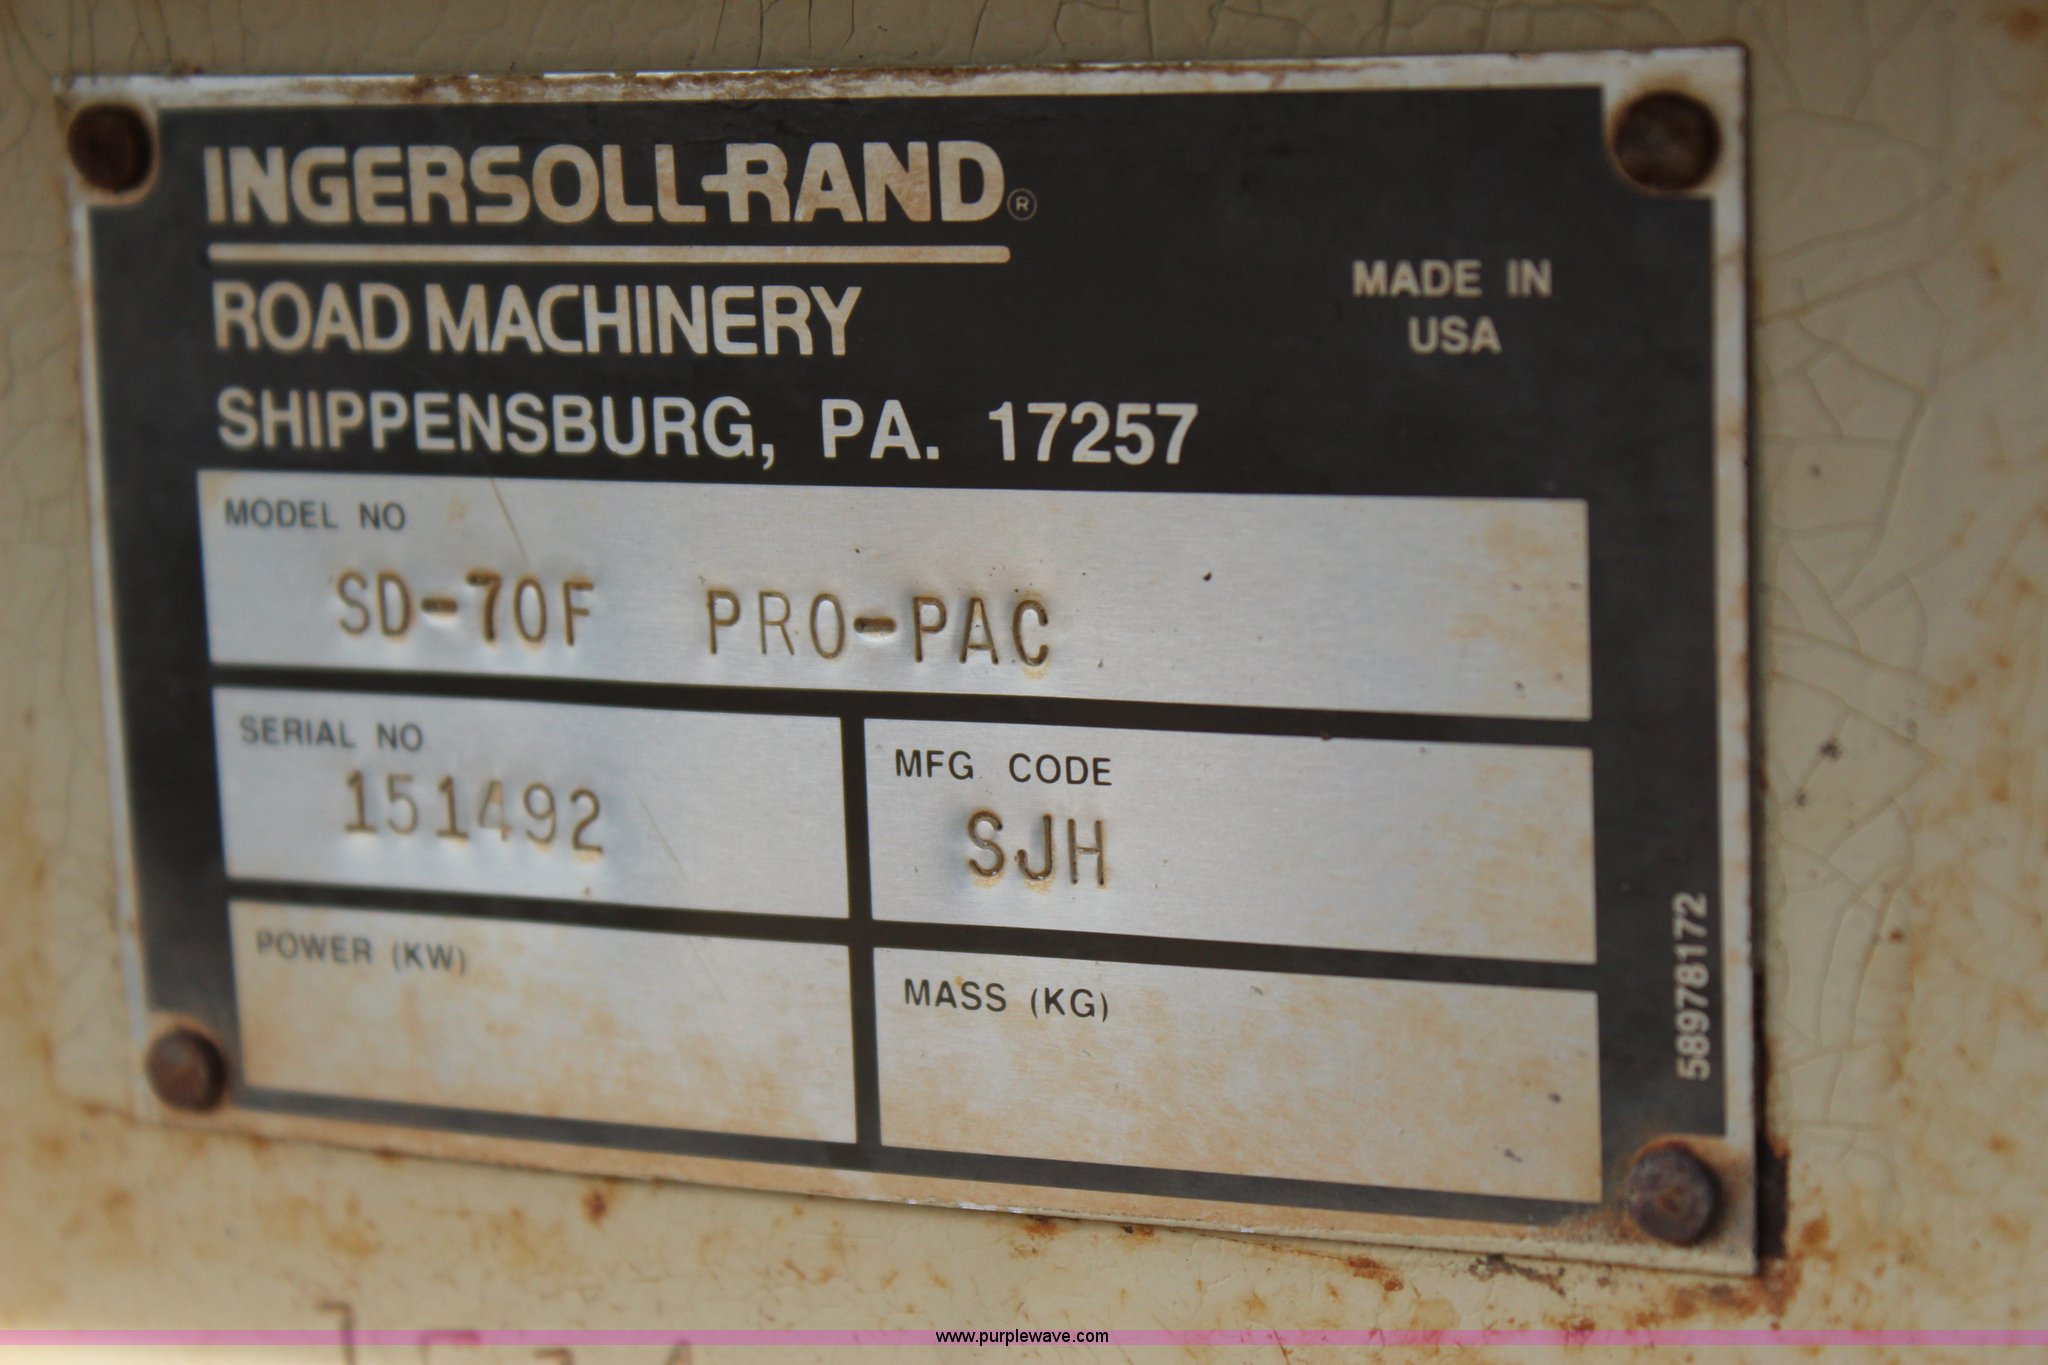 INGERSOLL-RAND®
ROAD MACHINERY
MADE IN
USA
SHIPPENSBURG, PA. 17257
MODEL NO
SD-70F PRO-PAC
SERIAL NO
151492
MFG CODE
SJH
POWER (KW)
MASS (KG)
58978172
www.purplewave.com